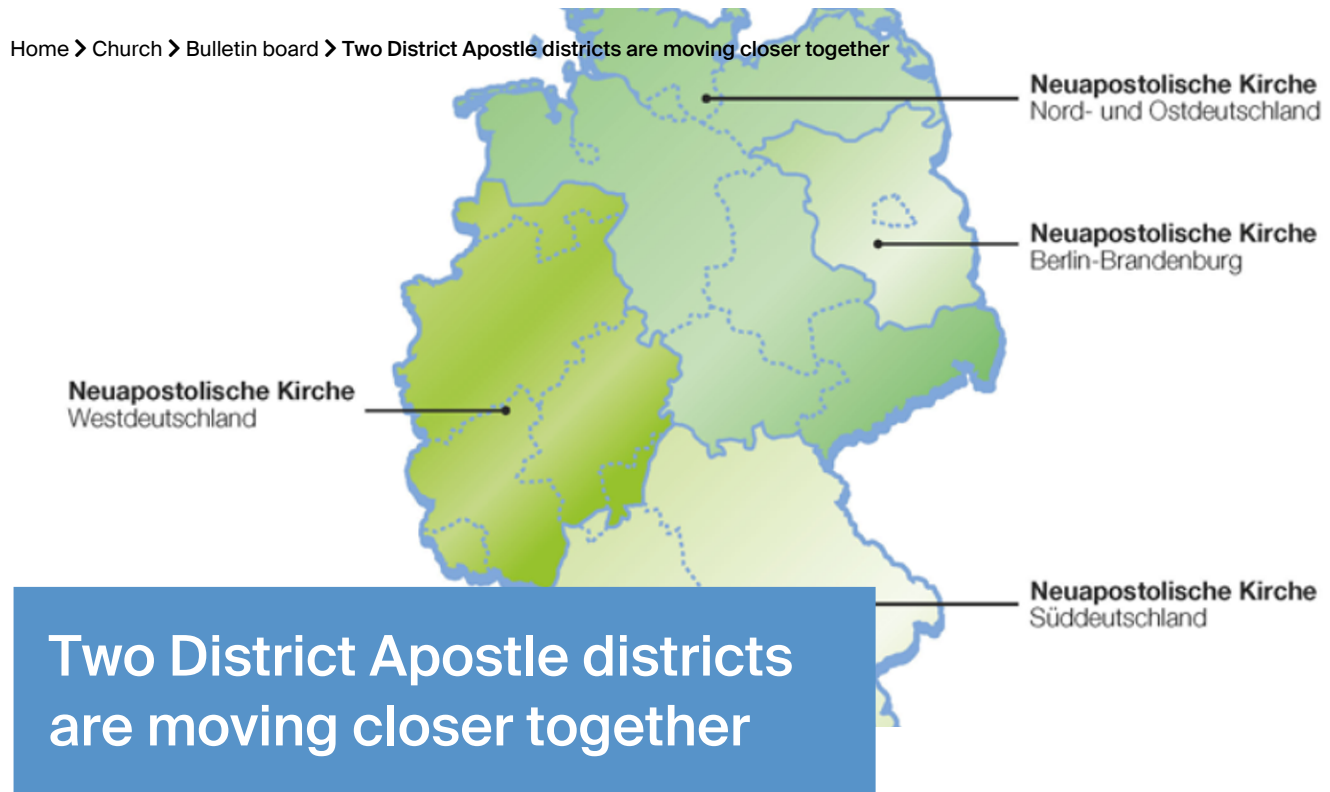 Home > Church > Bulletin board > Two District Apostle districts are moving closer together
Neuapostolische Kirche
Nord- und Ostdeutschland
Neuapostolische Kirche
Berlin-Brandenburg
Neuapostolische Kirche
Westdeutschland
Neuapostolische Kirche
Süddeutschland
Two District Apostle districts
are moving closer together